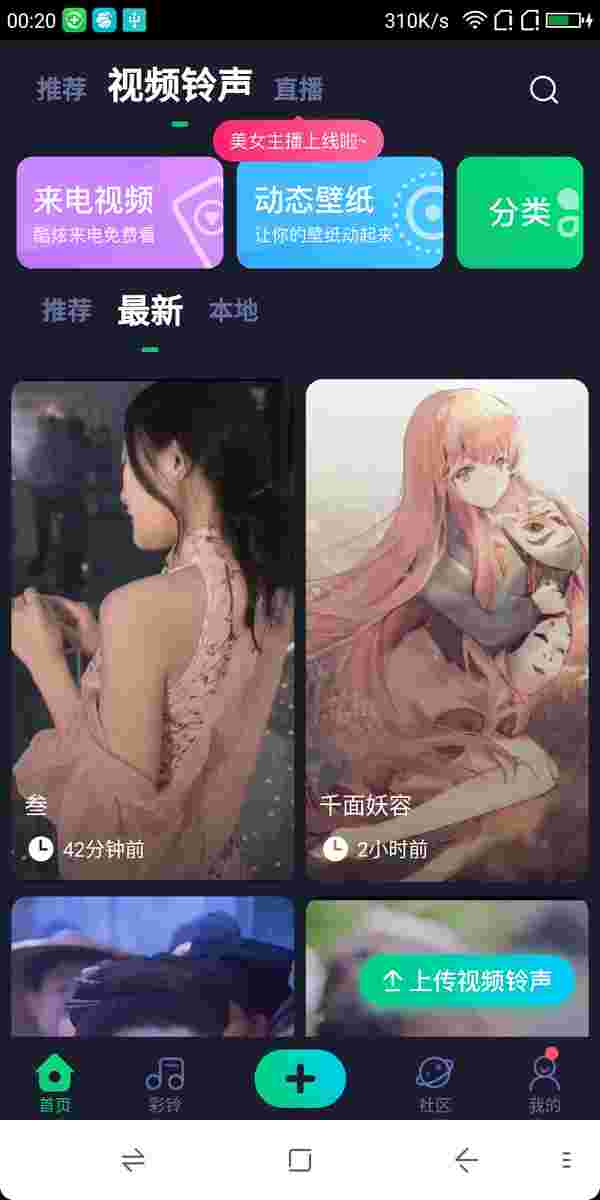 00:20
310K/s
推荐 视频铃声 直播
美女主播上线啦~
来电视频
酷炫来电免费看
动态壁纸
让你的壁纸动起来
分类
推荐 最新 本地
叁
42分钟前
千面妖容
2小时前
上传视频铃声
首页 彩铃 社区 我的